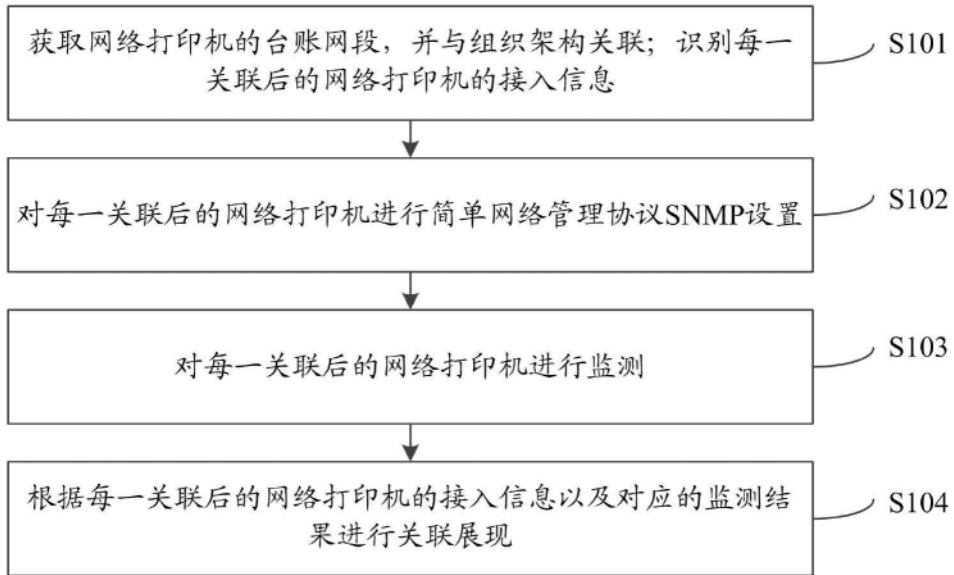 获取网络打印机的台账网段，并与组织架构关联；识别每一
关联后的网络打印机的接入信息
S101
对每一关联后的网络打印机进行简单网络管理协议SNMP设置
S102
对每一关联后的网络打印机进行监测
S103
根据每一关联后的网络打印机的接入信息以及对应的监测结
果进行关联展现
S104